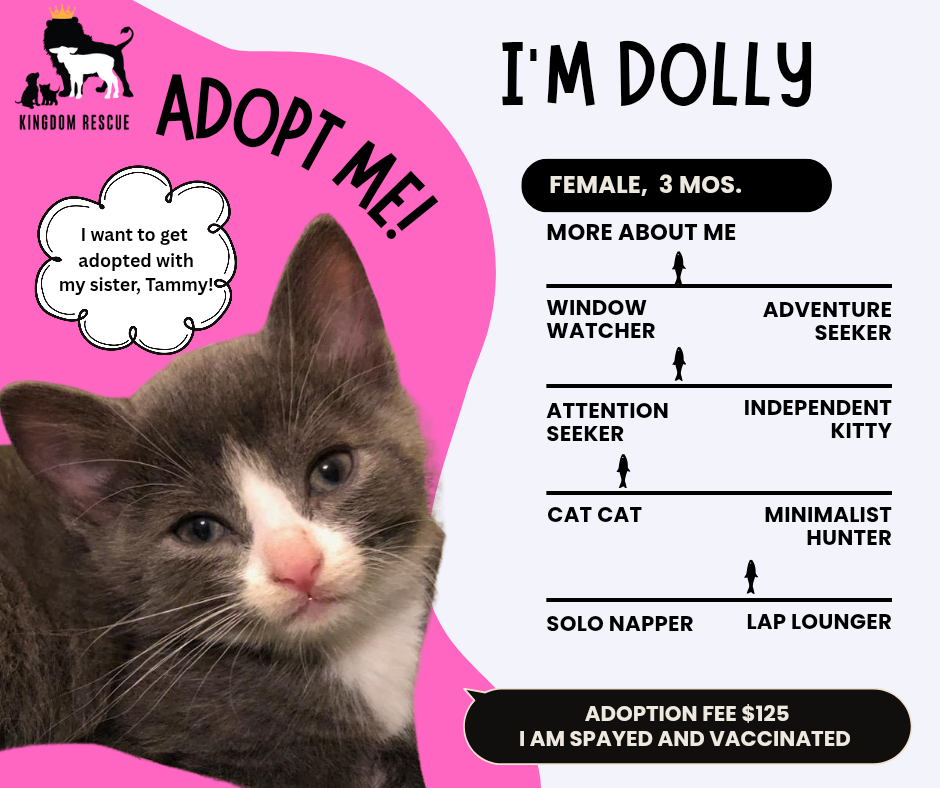 KINGDOM RESCUE
ADOPT ME!
I want to get
adopted with
my sister, Tammy!
I'M DOLLY
FEMALE, 3 MOS.
MORE ABOUT ME
WINDOW
WATCHER
ADVENTURE
SEEKER
ATTENTION
SEEKER
INDEPENDENT
KITTY
CAT CAT
MINIMALIST
HUNTER
SOLO NAPPER
LAP LOUNGER
ADOPTION FEE $125
I AM SPAYED AND VACCINATED